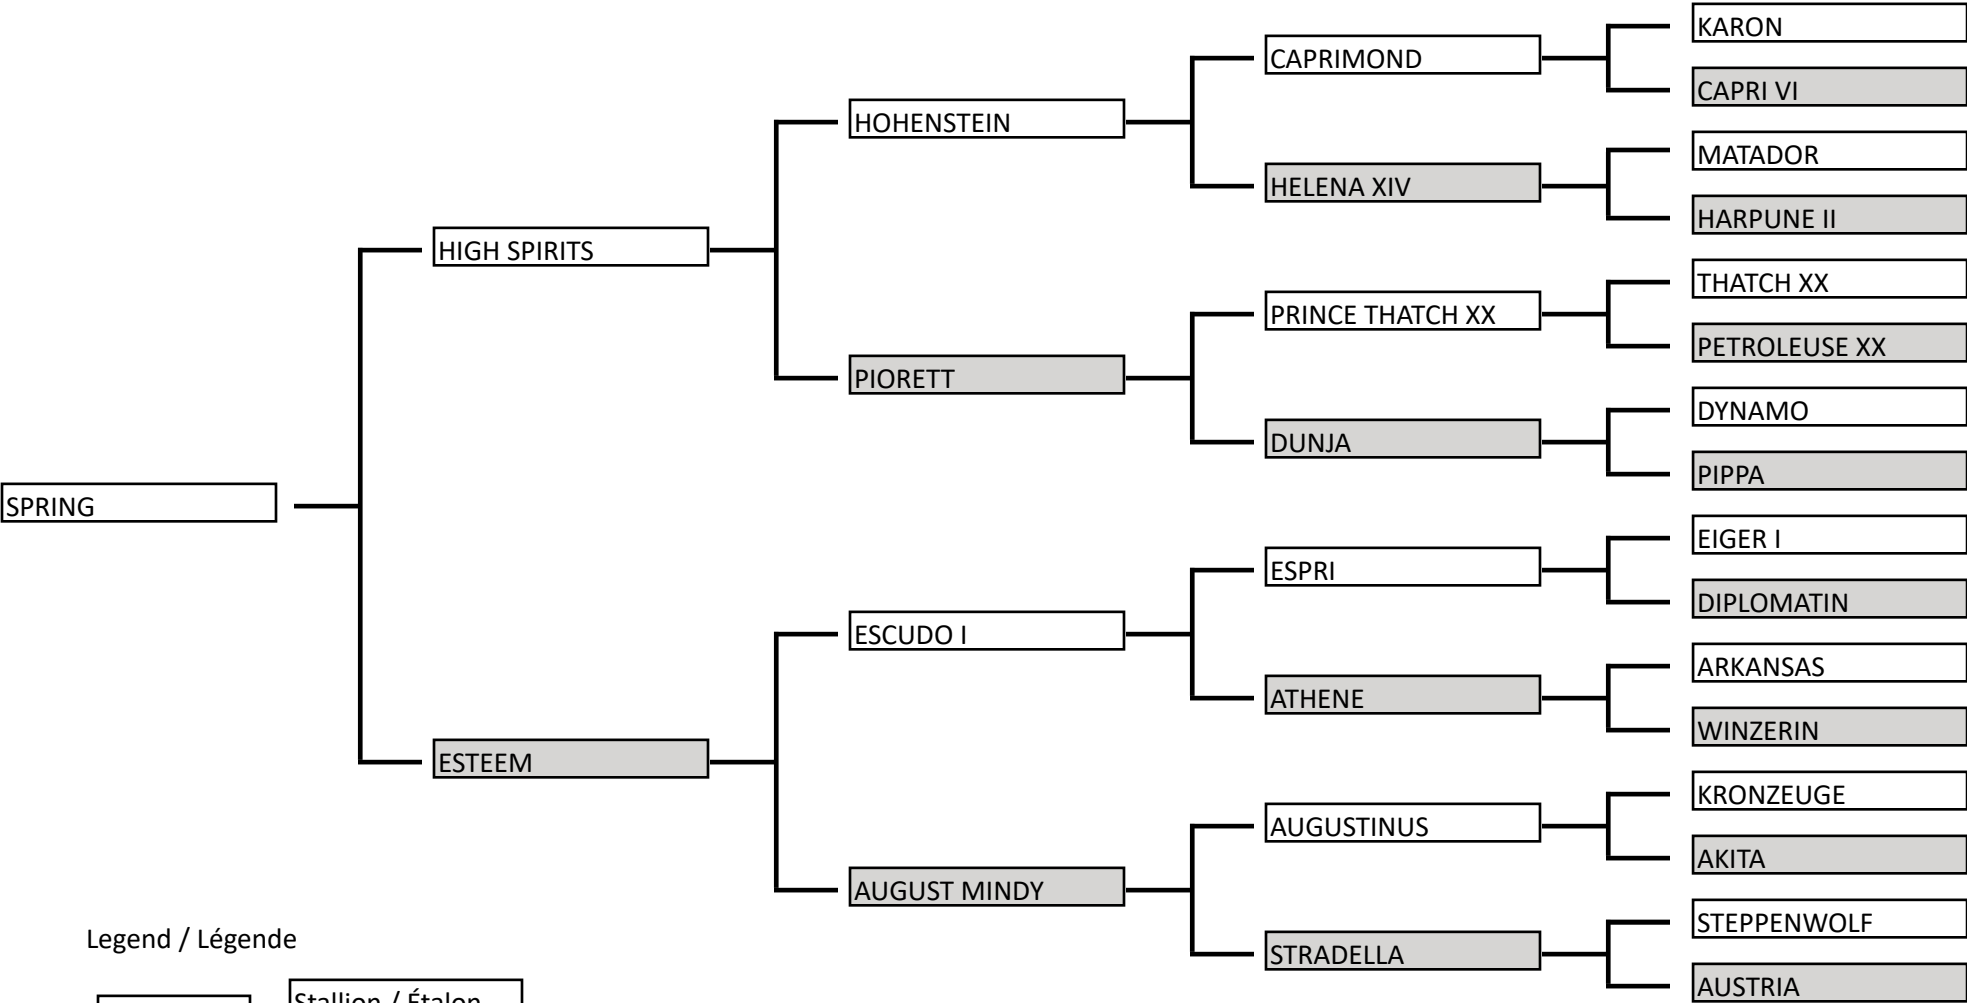 SPRING
HIGH SPIRITS
ESTEEM
HOHENSTEIN
PIORETT
ESCUDO I
AUGUST MINDY
CAPRIMOND
HELENA XIV
PRINCE THATCH XX
DUNJA
ESPRI
ATHENE
AUGUSTINUS
STRADELLA
KARON
CAPRI VI
MATADOR
HARPUNE II
THATCH XX
PETROLEUSE XX
DYNAMO
PIPPA
EIGER I
DIPLOMATIN
ARKANSAS
WINZERIN
KRONZEUGE
AKITA
STEPPENWOLF
AUSTRIA
Legend / Légende
Stallion / Étalon